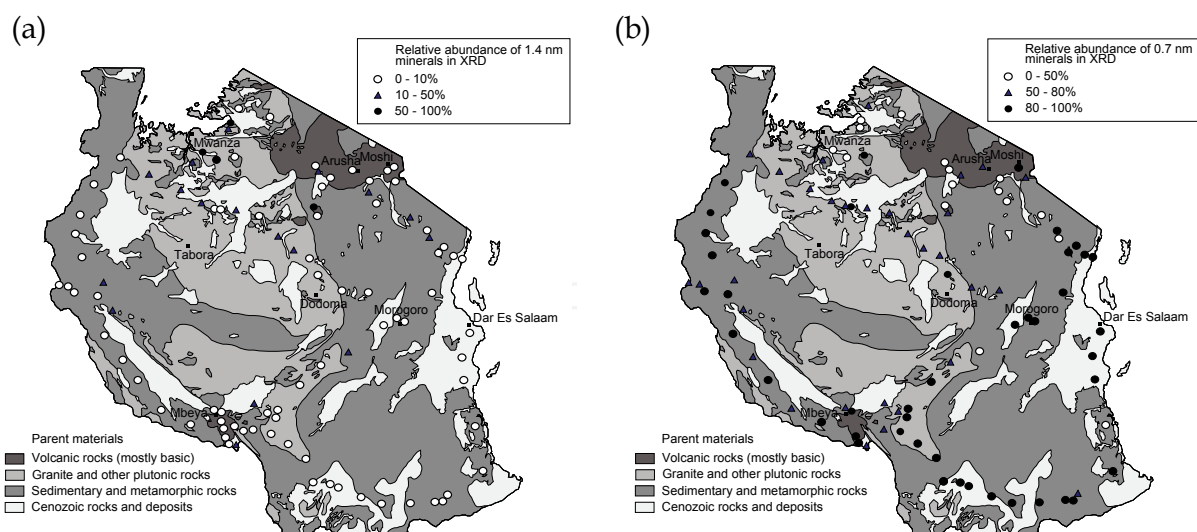 (a)
Relative abundance of 1.4 nm
minerals in XRD
0 - 10%
10 - 50%
50 - 100%
Mwanza
Arusha
Moshi
Tabora
Dodoma
Morogoro
Dar Es Salaam
Mbeya
Parent materials
Volcanic rocks (mostly basic)
Granite and other plutonic rocks
Sedimentary and metamorphic rocks
Cenozoic rocks and deposits
(b)
Relative abundance of 0.7 nm
minerals in XRD
0 - 50%
50 - 80%
80 - 100%
Mwanza
Arusha
Moshi
Tabora
Dodoma
Morogoro
Dar Es Salaam
Mbeya
Parent materials
Volcanic rocks (mostly basic)
Granite and other plutonic rocks
Sedimentary and metamorphic rocks
Cenozoic rocks and deposits